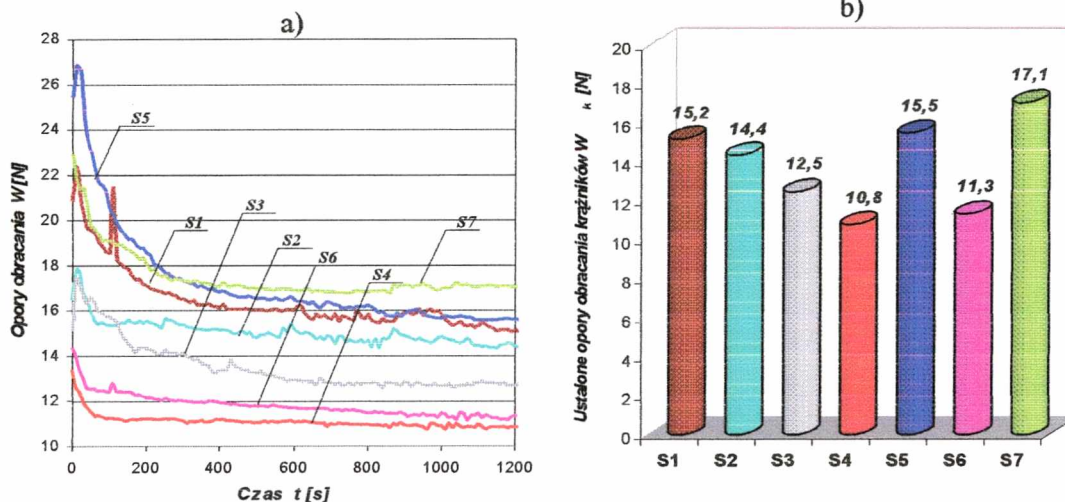 a)
Opory obracania W[N]
28
26
24
22
20
18
16
14
12
10
S5
S1
S3
S2
S6
S4
S7
0 200 400 600 800 1000 1200
Czas t [s]
b)
Ustalone opory obracania krążników W k [N]
20
18
16
14
12
10
8
6
4
2
0
15,2
14,4
12,5
10,8
15,5
11,3
17,1
S1 S2 S3 S4 S5 S6 S7